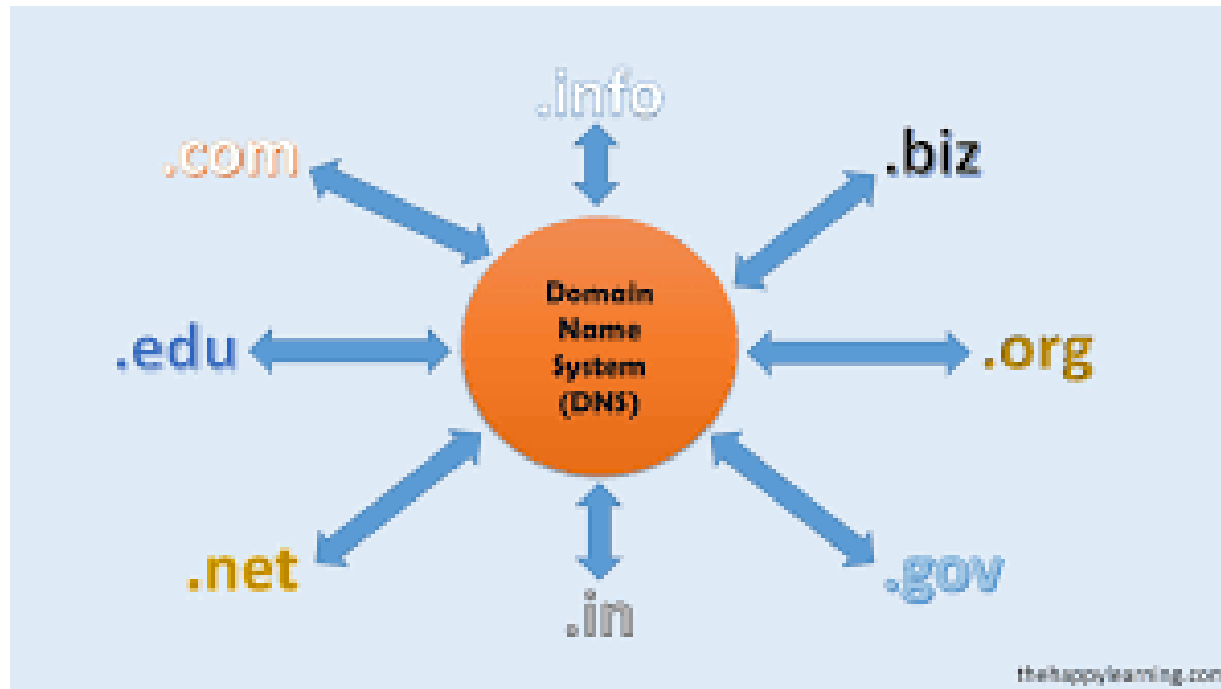 .info
.com
.biz
Domain
Name
System
(DNS)
.edu
.org
.net
.gov
.in
thehappylearning.com